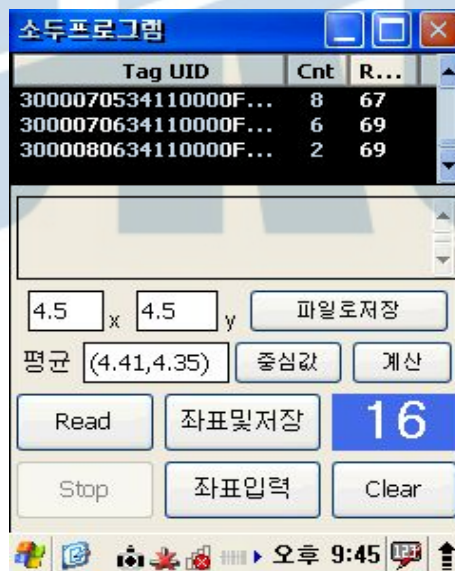 소두프로그램
Tag UID Cnt R...
3000070534110000F... 8 67
3000070634110000F... 6 69
3000080634110000F... 2 69
4.5 x 4.5 y 파일로저장
평균 (4.41,4.35) 중심값 계산
Read 좌표및저장 16
Stop 좌표입력 Clear
오후 9:45 123